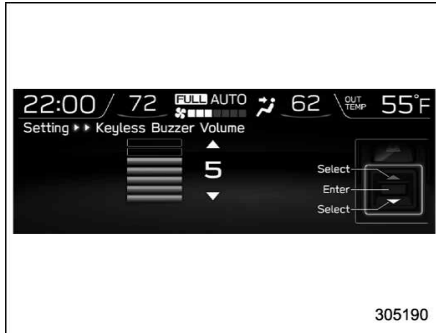 22:00 72 FULL AUTO 62 OUT TEMP 55°F
Setting ▸▸ Keyless Buzzer Volume
5
Select
Enter
Select
305190